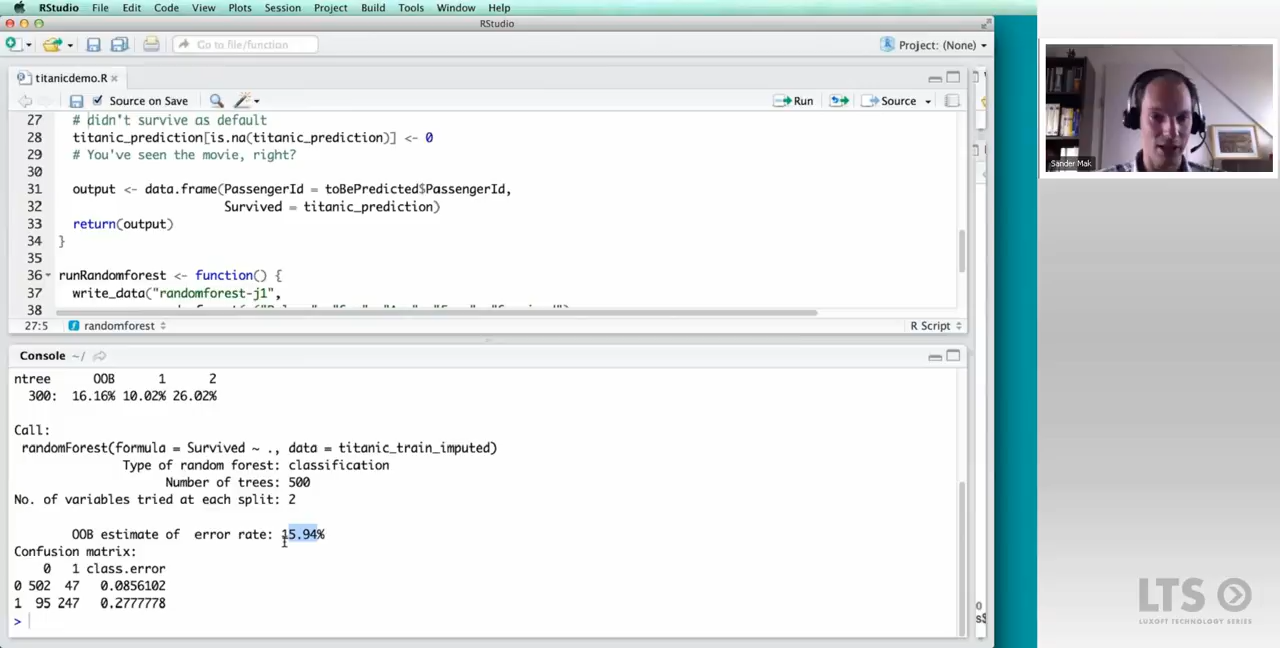 RStudio File Edit Code View Plots Session Project Build Tools Window Help
RStudio
Go to file/function
Project: (None)
titanicdemo.R
Source on Save
Run
Source
27 # didn't survive as default
28 titanic_prediction[is.na(titanic_prediction)] <- 0
29 # You've seen the movie, right?
30
31 output <- data.frame(PassengerId = toBePredicted$PassengerId,
32 Survived = titanic_prediction)
33 return(output)
34 }
35
36 runRandomforest <- function() {
37 write_data("randomforest-j1",
38
27:5 randomforest R Script
Console ~/
ntree OOB 1 2
300: 16.16% 10.02% 26.02%
Call:
randomForest(formula = Survived ~ ., data = titanic_train_imputed)
Type of random forest: classification
Number of trees: 500
No. of variables tried at each split: 2
OOB estimate of error rate: 15.94%
Confusion matrix:
0 1 class.error
0 502 47 0.0856102
1 95 247 0.2777778
>
Sander Mak
LTS
LUXOFT TECHNOLOGY SERIES